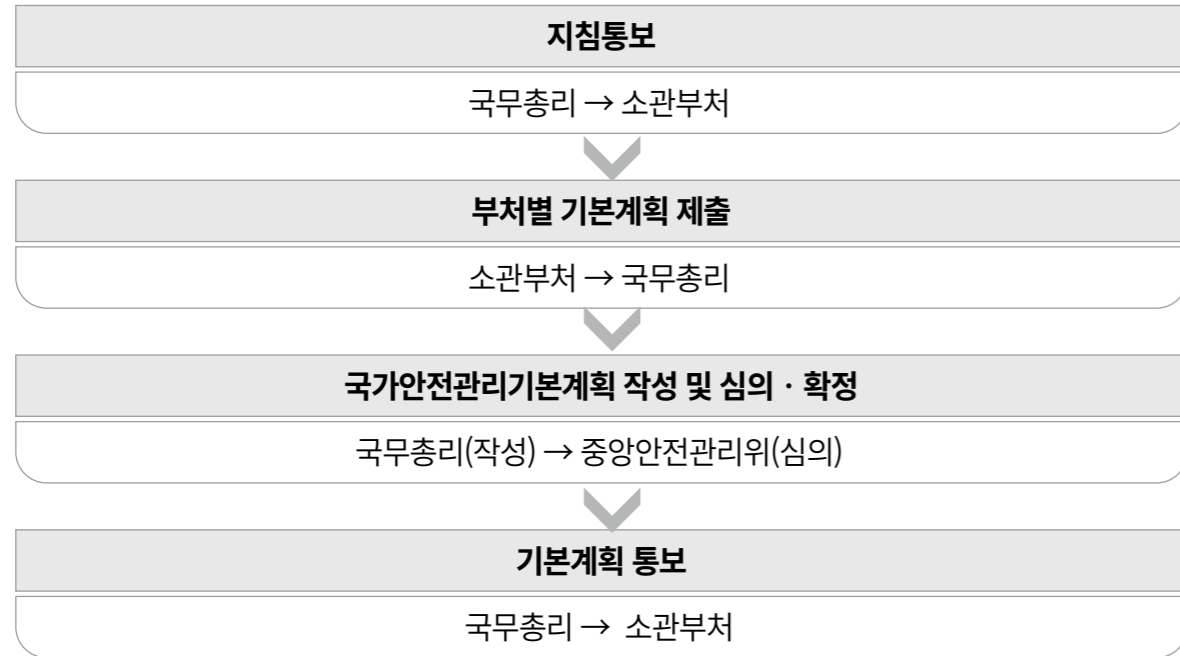 지침통보
국무총리 → 소관부처
부처별 기본계획 제출
소관부처 → 국무총리
국가안전관리기본계획 작성 및 심의 · 확정
국무총리(작성) → 중앙안전관리위(심의)
기본계획 통보
국무총리 → 소관부처